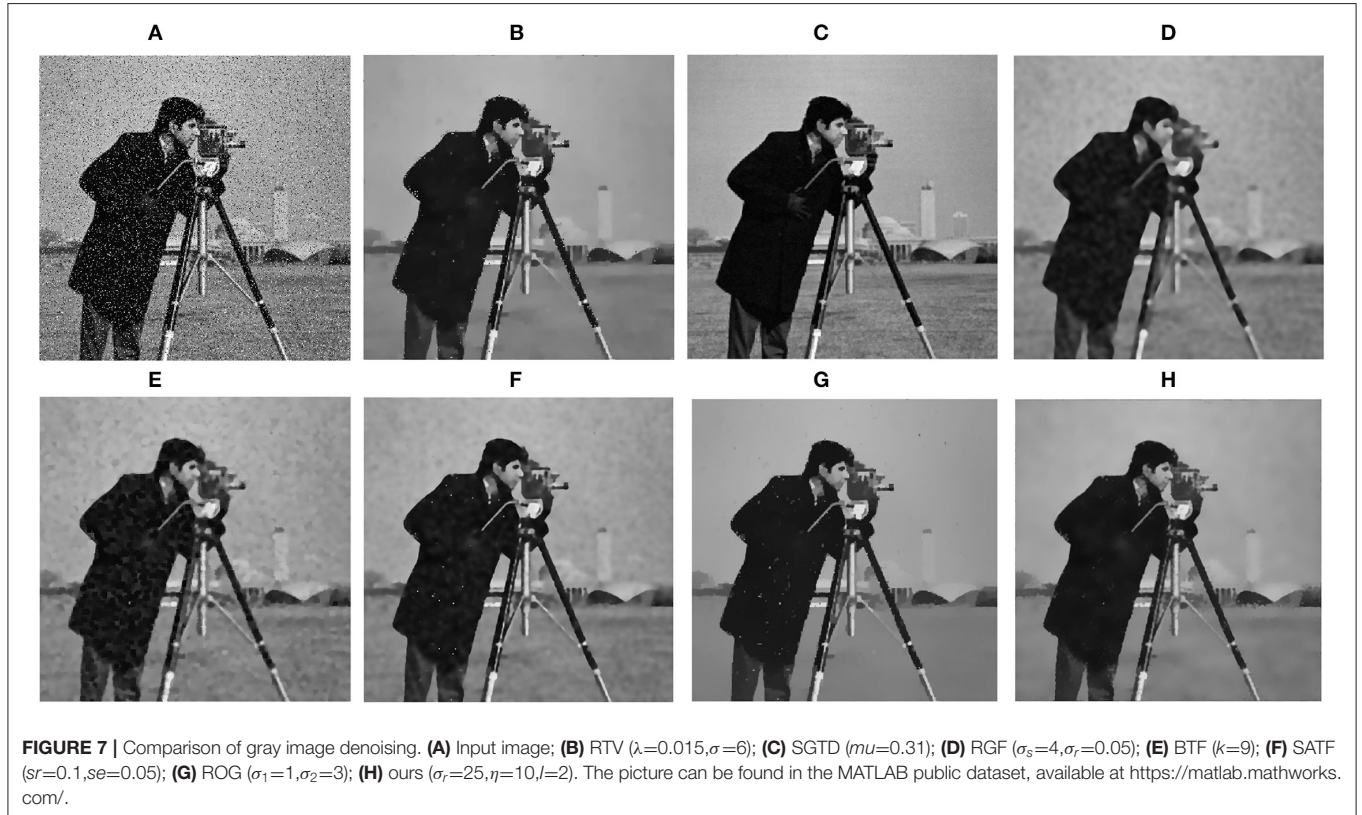 A B C D
E F G H
FIGURE 7 | Comparison of gray image denoising. (A) Input image; (B) RTV (λ=0.015,σ=6); (C) SGTD (mu=0.31); (D) RGF (σs=4,σr=0.05); (E) BTF (k=9); (F) SATF
(sr=0.1,se=0.05); (G) ROG (σ1=1,σ2=3); (H) ours (σr=25,η=10,l=2). The picture can be found in the MATLAB public dataset, available at https://matlab.mathworks.
com/.